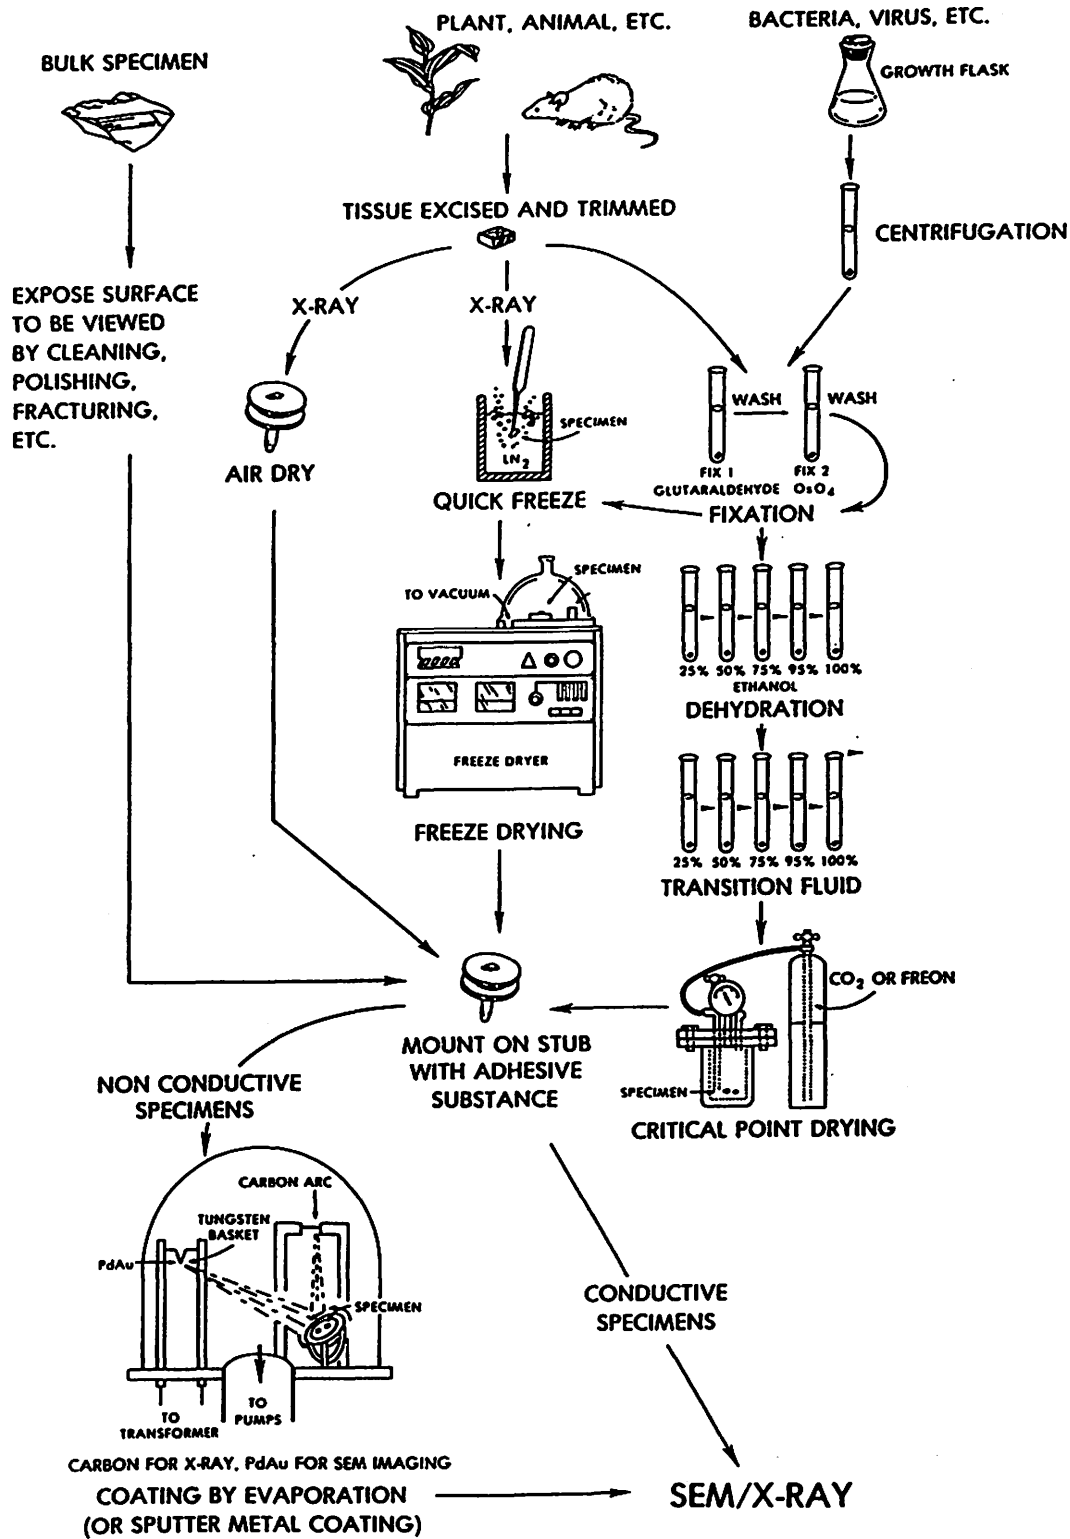 PLANT, ANIMAL, ETC.
BACTERIA, VIRUS, ETC.
BULK SPECIMEN
GROWTH FLASK
TISSUE EXCISED AND TRIMMED
CENTRIFUGATION
EXPOSE SURFACE
TO BE VIEWED
BY CLEANING,
POLISHING,
FRACTURING,
ETC.
X-RAY
X-RAY
AIR DRY
SPECIMEN
LN2
QUICK FREEZE
WASH
WASH
FIX 1
GLUTARALDEHYDE
FIX 2
OsO4
FIXATION
SPECIMEN
TO VACUUM
FREEZE DRYER
FREEZE DRYING
25% 50% 75% 95% 100%
ETHANOL
DEHYDRATION
25% 50% 75% 95% 100%
TRANSITION FLUID
CO2 OR FREON
SPECIMEN
CRITICAL POINT DRYING
MOUNT ON STUB
WITH ADHESIVE
SUBSTANCE
NON CONDUCTIVE
SPECIMENS
CARBON ARC
TUNGSTEN
BASKET
PdAu
SPECIMEN
TO
TRANSFORMER
TO
PUMPS
CONDUCTIVE
SPECIMENS
CARBON FOR X-RAY, PdAu FOR SEM IMAGING
COATING BY EVAPORATION
(OR SPUTTER METAL COATING)
SEM/X-RAY